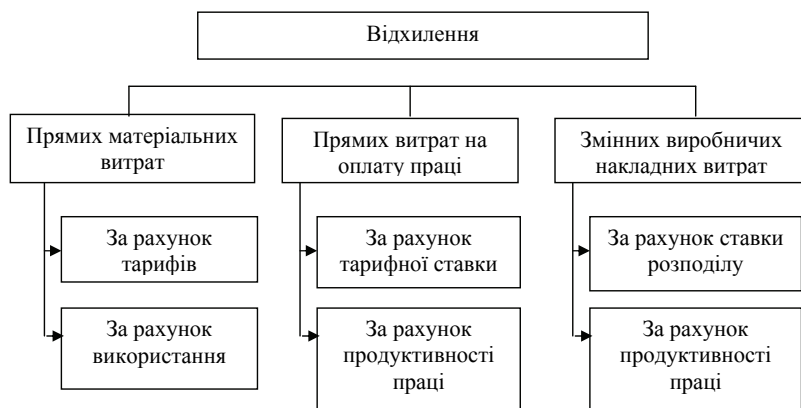 Відхилення
Прямих матеріальних
витрат
Прямих витрат на
оплату праці
Змінних виробничих
накладних витрат
За рахунок
тарифів
За рахунок
тарифної ставки
За рахунок ставки
розподілу
За рахунок
використання
За рахунок
продуктивності
праці
За рахунок
продуктивності
праці